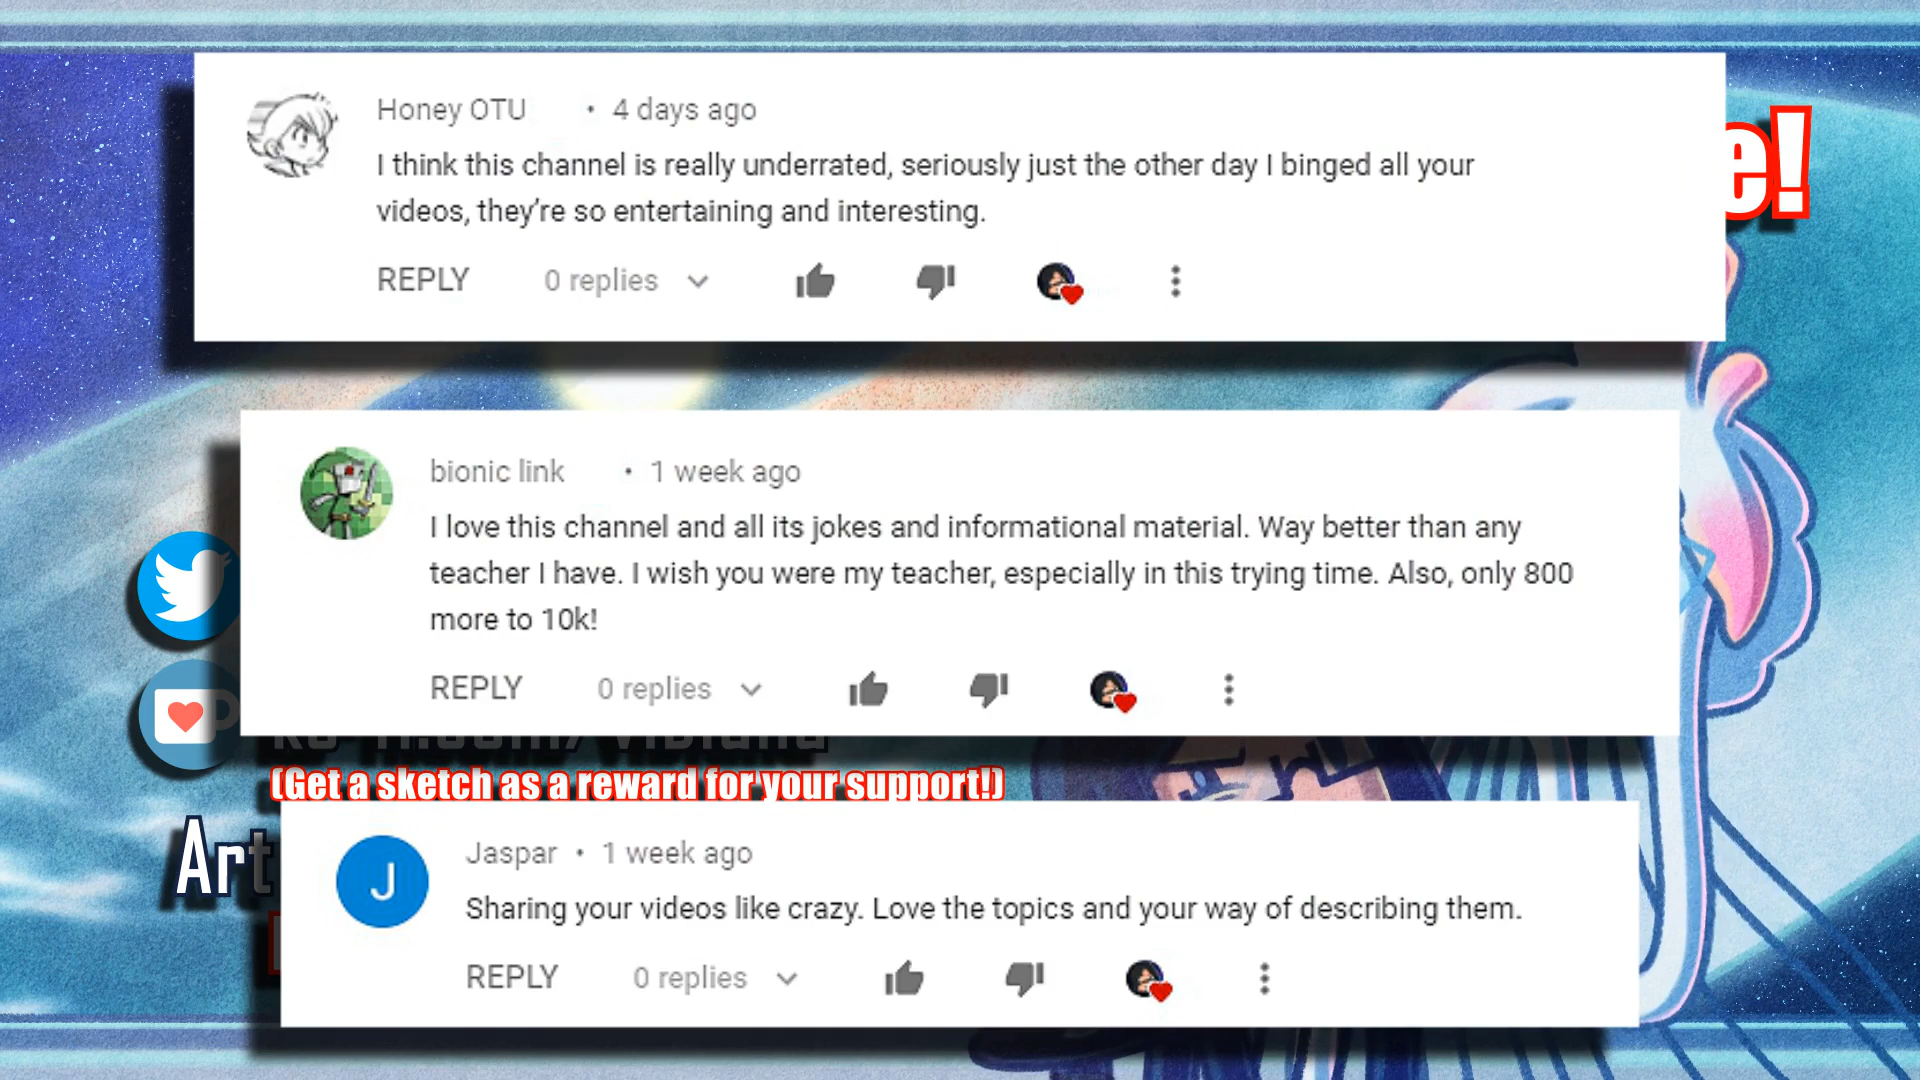 e!
Honey OTU • 4 days ago
I think this channel is really underrated, seriously just the other day I binged all your
videos, they're so entertaining and interesting.
REPLY 0 replies
bionic link • 1 week ago
I love this channel and all its jokes and informational material. Way better than any
teacher I have. I wish you were my teacher, especially in this trying time. Also, only 800
more to 10k!
REPLY 0 replies
(Get a sketch as a reward for your support!)
Art
J
Jaspar • 1 week ago
Sharing your videos like crazy. Love the topics and your way of describing them.
REPLY 0 replies